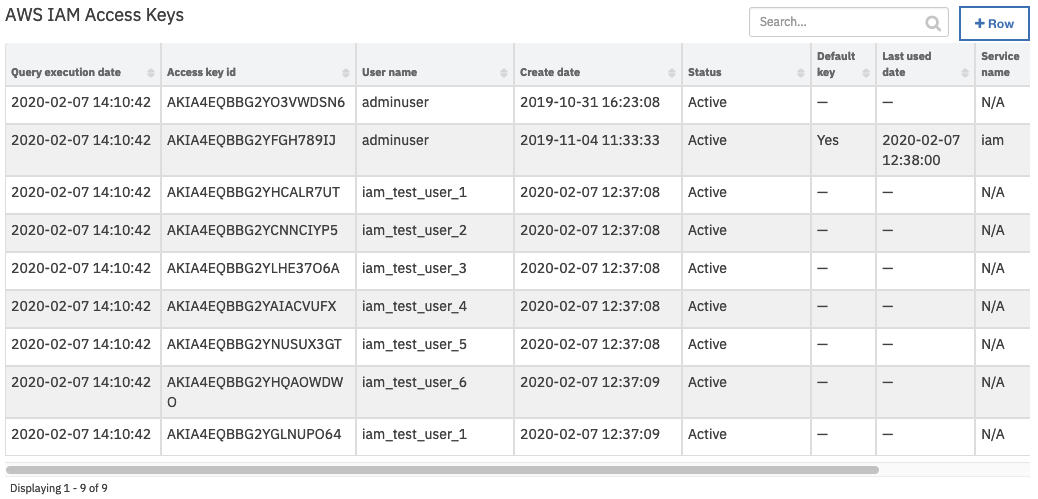 AWS IAM Access Keys
Search...
+ Row
Query execution date Access key id User name Create date Status Default key Last used date Service name
2020-02-07 14:10:42 AKIA4EQBBG2YO3VWDSN6 adminuser 2019-10-31 16:23:08 Active — — N/A
2020-02-07 14:10:42 AKIA4EQBBG2YFGH789IJ adminuser 2019-11-04 11:33:33 Active Yes 2020-02-07 iam
12:38:00
2020-02-07 14:10:42 AKIA4EQBBG2YHCALR7UT iam_test_user_1 2020-02-07 12:37:08 Active — — N/A
2020-02-07 14:10:42 AKIA4EQBBG2YCNNCIYP5 iam_test_user_2 2020-02-07 12:37:08 Active — — N/A
2020-02-07 14:10:42 AKIA4EQBBG2YLHE37O6A iam_test_user_3 2020-02-07 12:37:08 Active — — N/A
2020-02-07 14:10:42 AKIA4EQBBG2YAIACVUFX iam_test_user_4 2020-02-07 12:37:08 Active — — N/A
2020-02-07 14:10:42 AKIA4EQBBG2YNUSUX3GT iam_test_user_5 2020-02-07 12:37:08 Active — — N/A
2020-02-07 14:10:42 AKIA4EQBBG2YHQAOWDW iam_test_user_6 2020-02-07 12:37:09 Active — — N/A
O
2020-02-07 14:10:42 AKIA4EQBBG2YGLNUPO64 iam_test_user_1 2020-02-07 12:37:09 Active — — N/A
Displaying 1 - 9 of 9